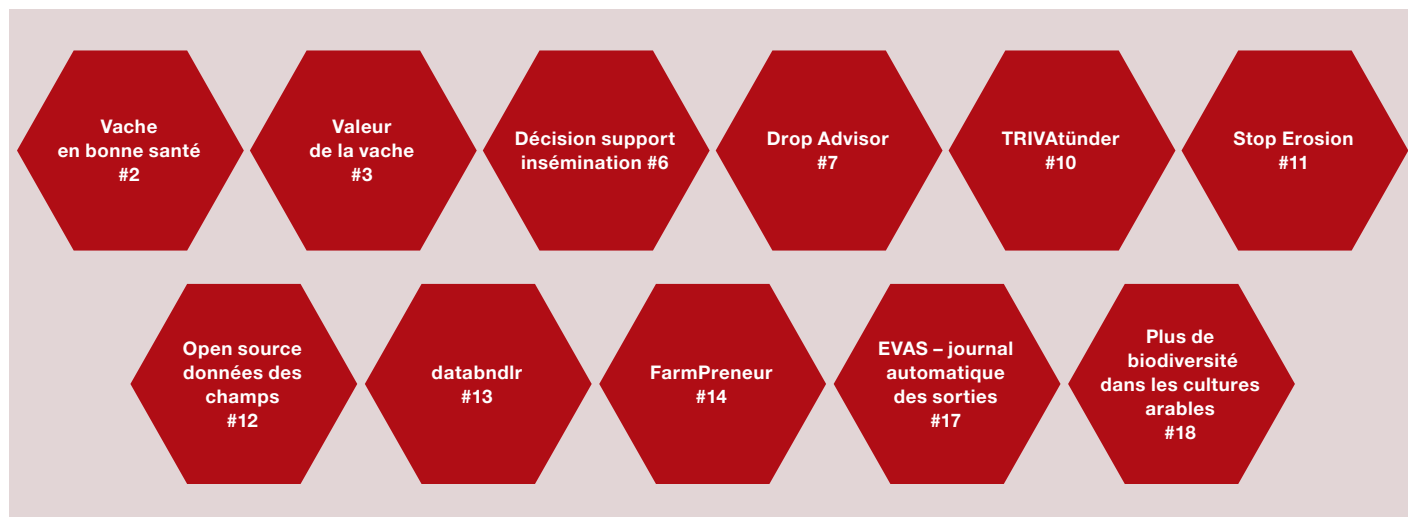 Vache
en bonne santé
#2
Valeur
de la vache
#3
Décision support
insémination #6
Drop Advisor
#7
TRIVAtünder
#10
Stop Erosion
#11
Open source
données des
champs
#12
databndlr
#13
FarmPreneur
#14
EVAS – journal
automatique
des sorties
#17
Plus de
biodiversité
dans les cultures
arables
#18